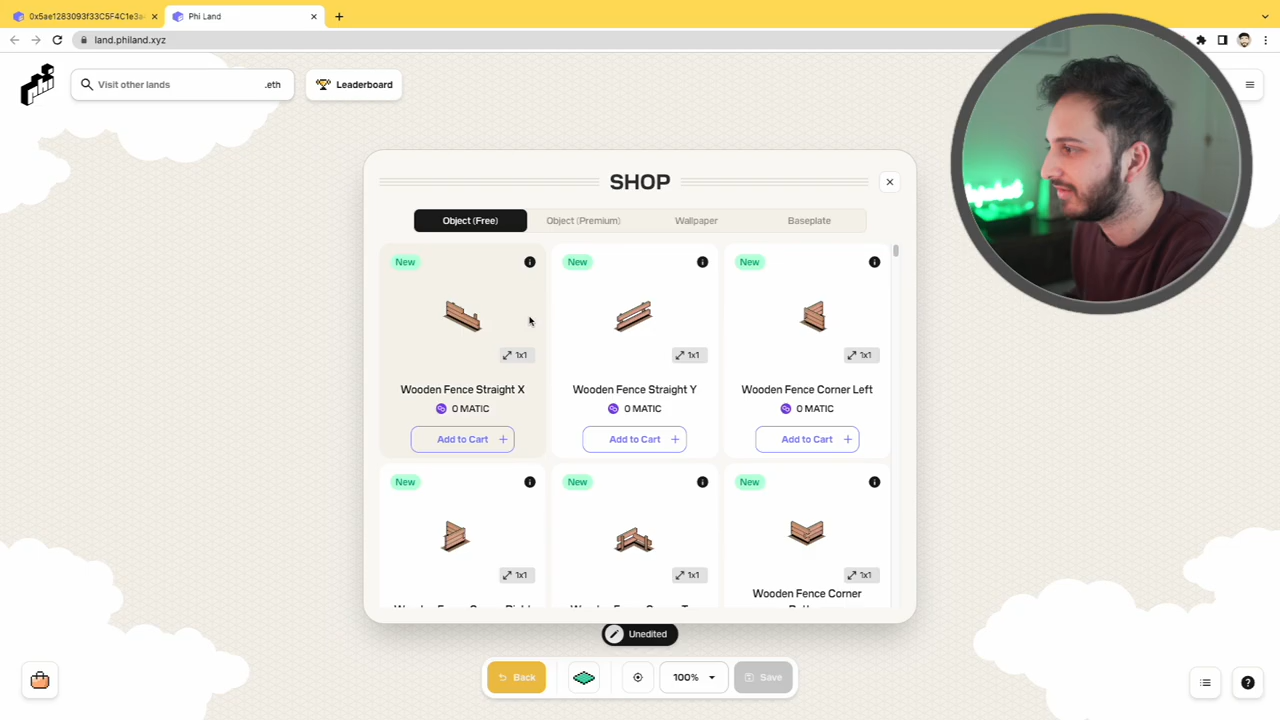 0x5ae1283093f33C5F4C1e3a
Phi Land
land.philand.xyz
Visit other lands
.eth
Leaderboard
SHOP
Object (Free)
Object (Premium)
Wallpaper
Baseplate
New
New
New
1x1
1x1
1x1
Wooden Fence Straight X
Wooden Fence Straight Y
Wooden Fence Corner Left
0 MATIC
0 MATIC
0 MATIC
Add to Cart +
Add to Cart +
Add to Cart +
New
New
New
1x1
1x1
1x1
Wooden Fence Corner
Unedited
Back
100%
Save